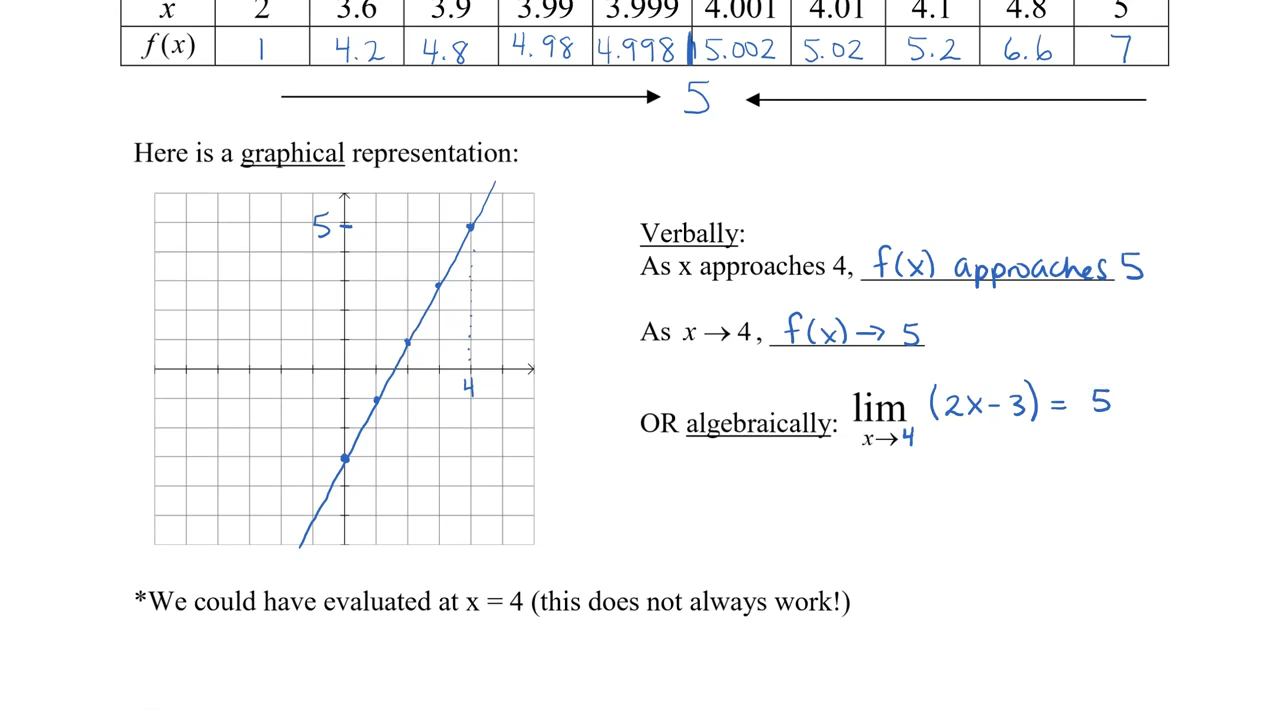 x 2 3.6 3.9 3.99 3.999 4.001 4.01 4.1 4.8 5
f(x) 1 4.2 4.8 4.98 4.998 5.002 5.02 5.2 6.6 7
5
Here is a graphical representation:
5
4
Verbally:
As x approaches 4, f(x) approaches 5
As x → 4, f(x) → 5
OR algebraically: lim x→4 (2x-3) = 5
*We could have evaluated at x = 4 (this does not always work!)